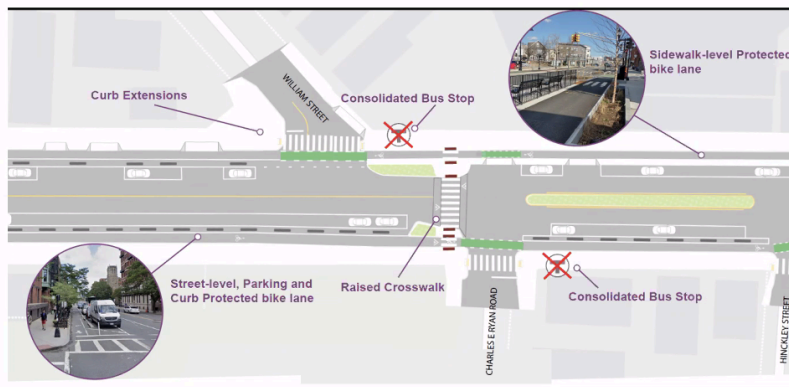 Sidewalk-level Protected
bike lane
WILLIAM STREET
Curb Extensions
Consolidated Bus Stop
Street-level, Parking and
Curb Protected bike lane
Raised Crosswalk
Consolidated Bus Stop
CHARLES E RYAN ROAD
HINCKLEY STREET